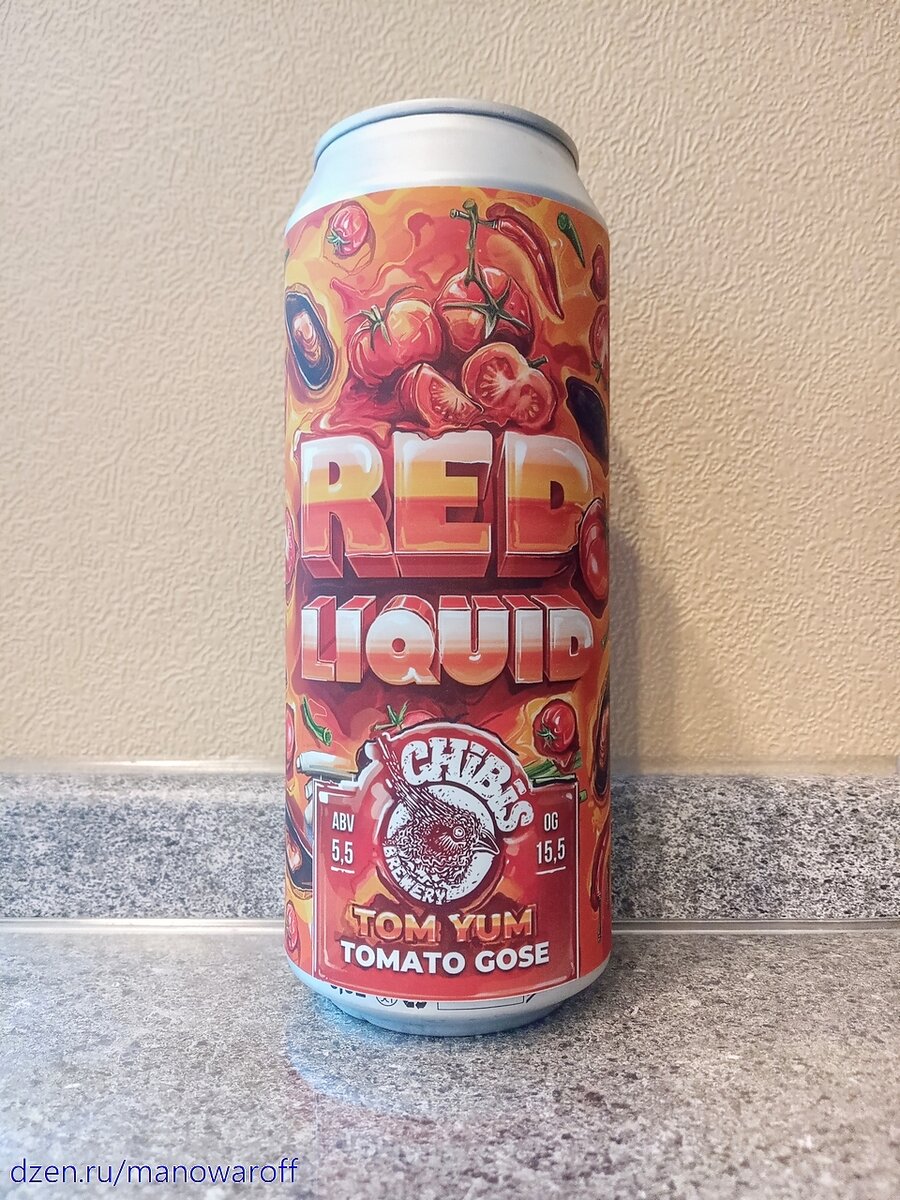 RED
LIQUID
CHiBiS
BREWERY
ABV
5,5
OG
15,5
TOM YUM
TOMATO GOSE
dzen.ru/manowaroff